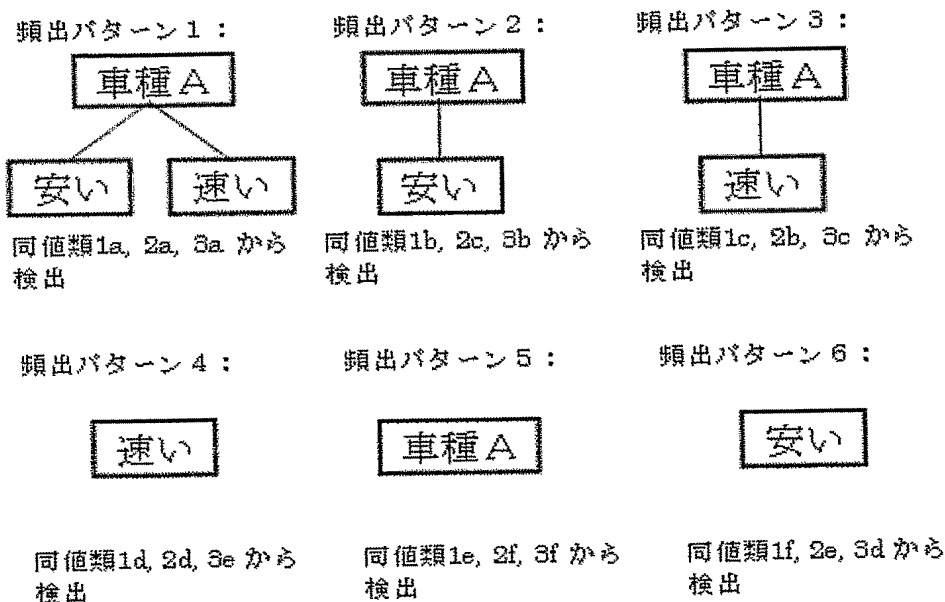 頻出パターン1：
頻出パターン2：
頻出パターン3：
車種A
車種A
車種A
安い
速い
安い
速い
同値類1a, 2a, 3a から
検出
同値類1b, 2c, 3b から
検出
同値類1c, 2b, 3c から
検出
頻出パターン4：
頻出パターン5：
頻出パターン6：
速い
車種A
安い
同値類1d, 2d, 3e から
検出
同値類1e, 2f, 3f から
検出
同値類1f, 2e, 3d から
検出